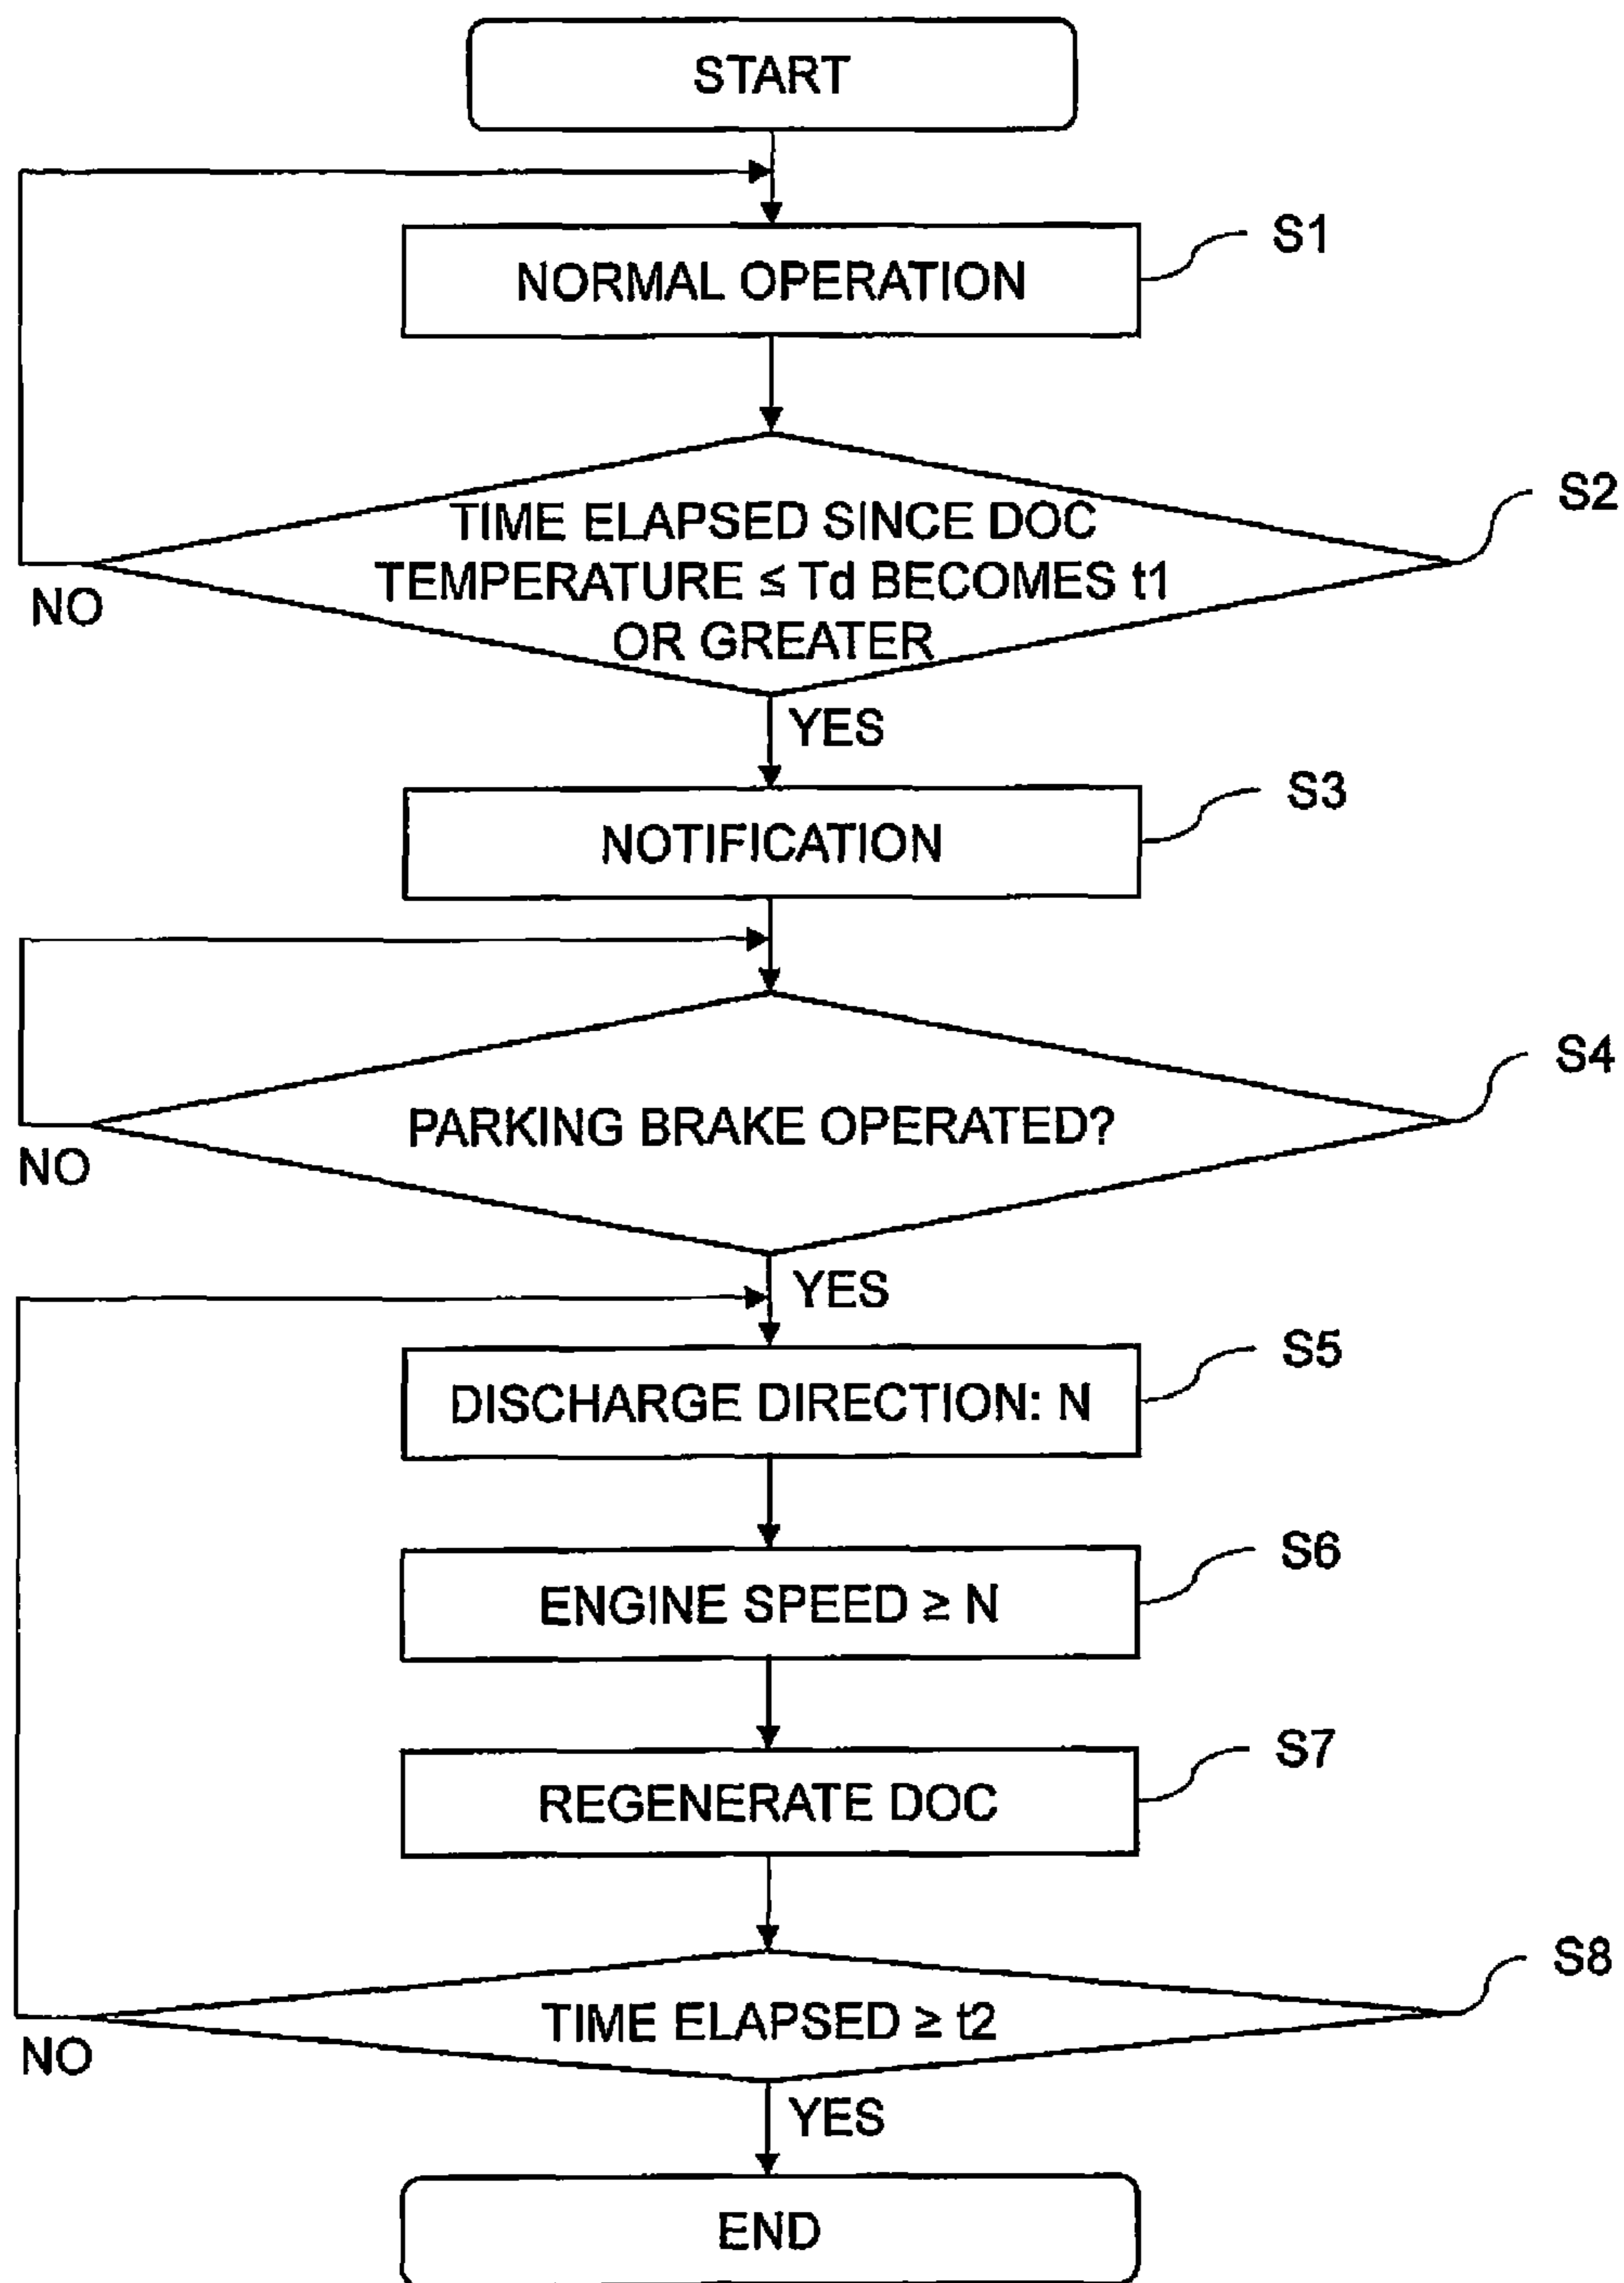 START
S1
NORMAL OPERATION
S2
TIME ELAPSED SINCE DOC
TEMPERATURE ≤ Td BECOMES t1
OR GREATER
NO
YES
S3
NOTIFICATION
S4
PARKING BRAKE OPERATED?
NO
YES
S5
DISCHARGE DIRECTION: N
S6
ENGINE SPEED ≥ N
S7
REGENERATE DOC
S8
TIME ELAPSED ≥ t2
NO
YES
END